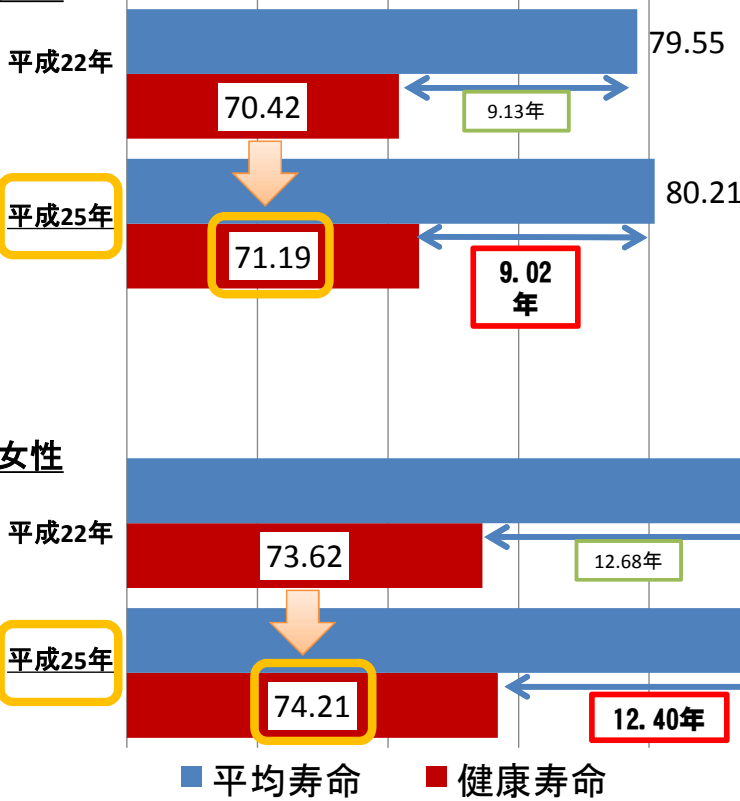 平成22年
79.55
70.42
9.13年
平成25年
80.21
71.19
9.02
年
女性
平成22年
73.62
12.68年
平成25年
74.21
12.40年
平均寿命
健康寿命